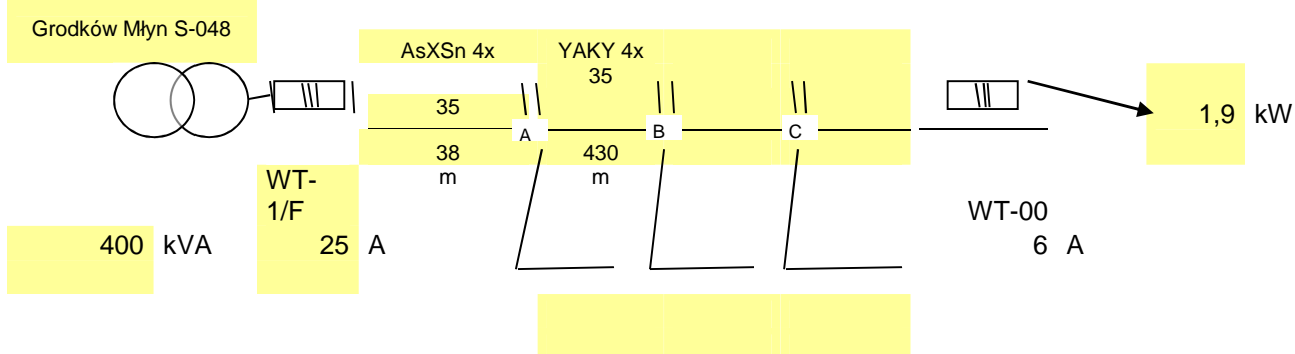 Grodków Młyn S-048
AsXSn 4x
YAKY 4x
35
35
A
B
C
1,9 kW
38
m
430
m
WT-
1/F
WT-00
400 kVA
25 A
6 A